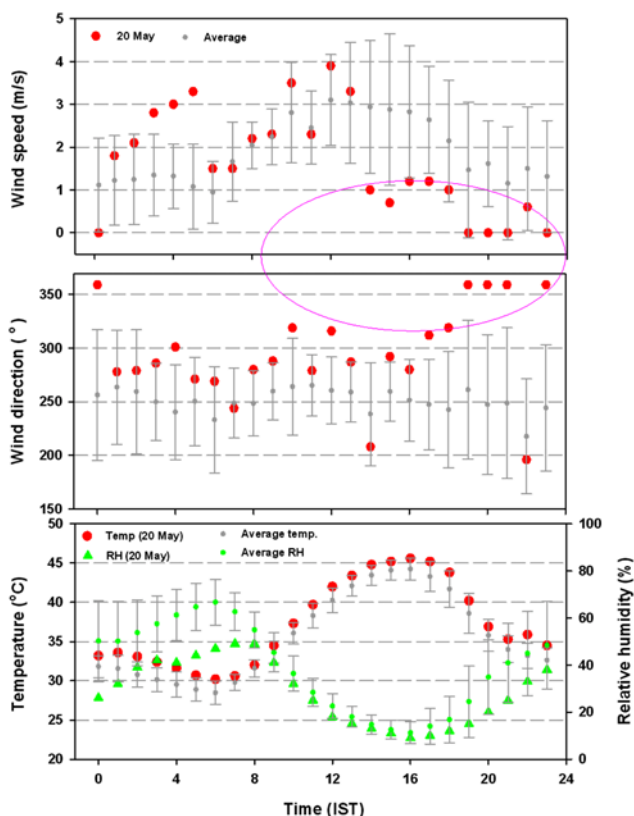 20 May Average
5
4
3
2
1
0
Wind speed (m/s)
350
300
250
200
150
Wind direction (°)
Temp (20 May) Average temp.
RH (20 May) Average RH
50
45
40
35
30
25
20
Temperature (°C)
100
80
60
40
20
0
Relative humidity (%)
0 4 8 12 16 20 24
Time (IST)